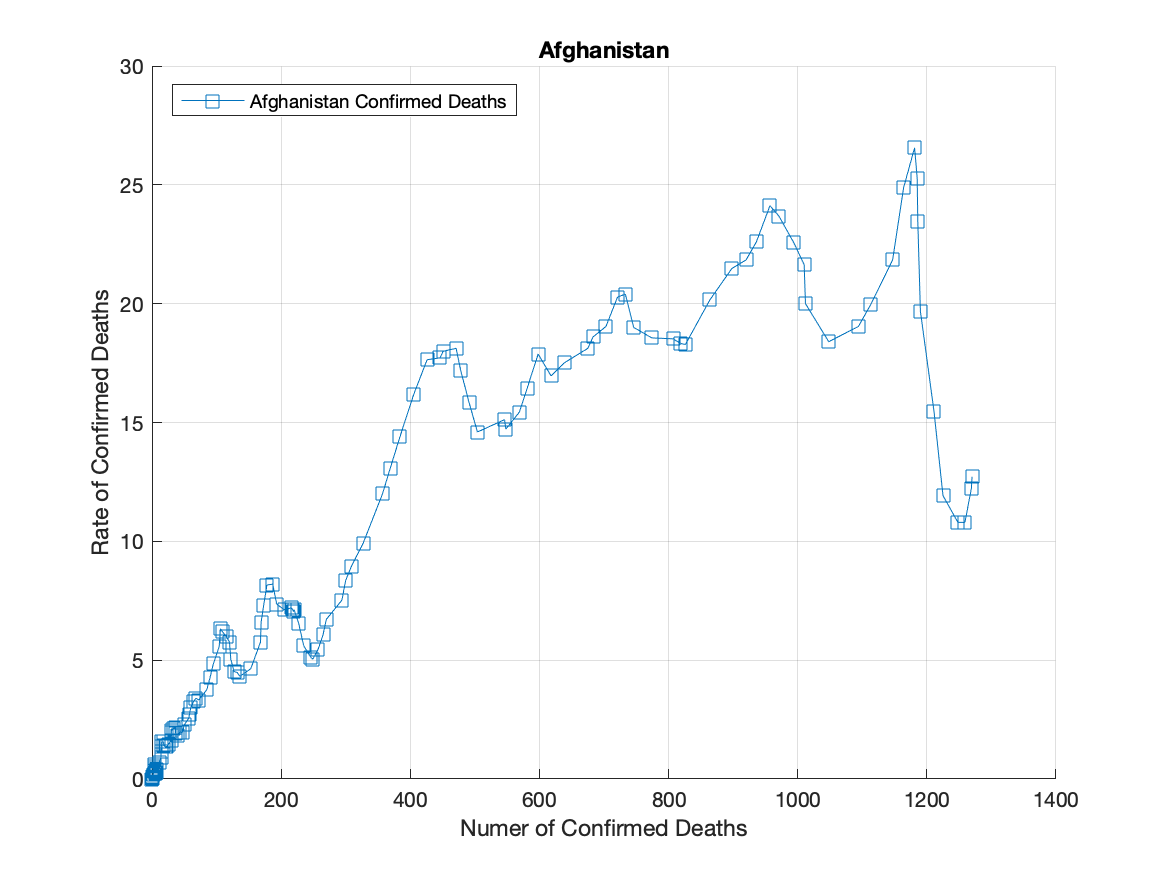 Afghanistan
Afghanistan Confirmed Deaths
30
25
20
15
10
5
0
Rate of Confirmed Deaths
0 200 400 600 800 1000 1200 1400
Numer of Confirmed Deaths